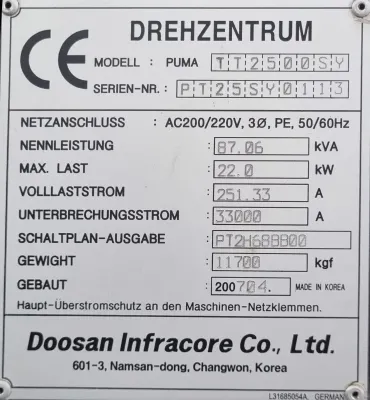 CE
DREHZENTRUM
MODELL: PUMA TT2500SY
SERIEN-NR.: PT25SY0113
NETZANSCHLUSS : AC200/220V, 3Ø, PE, 50/60Hz
NENNLEISTUNG : 87.06 kVA
MAX. LAST : 22.0 kW
VOLLLASTSTROM : 251.33 A
UNTERBRECHUNGSSTROM : 33000 A
SCHALTPLAN-AUSGABE : PT2H68BB00
GEWIGHT : 11700 kgf
GEBAUT : 200704. MADE IN KOREA
Haupt-Überstromschutz an den Maschinen-Netzklemmen.
Doosan Infracore Co., Ltd.
601-3, Namsan-dong, Changwon, Korea
L31685054A, GERMAN